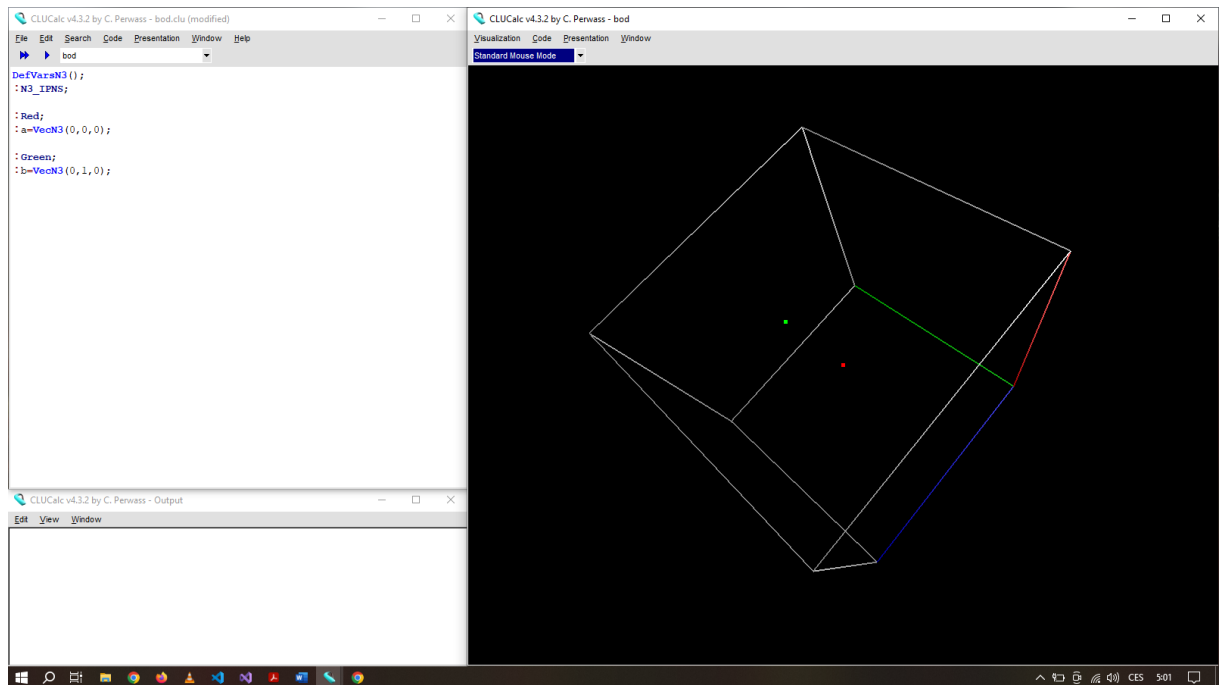 CLUCalc v4.3.2 by C. Perwass - bod.clu (modified)
File Edit Search Code Presentation Window Help
bod
DefVarsN3();
:N3_IPNS;
:Red;
:a=VecN3(0,0,0);
:Green;
:b=VecN3(0,1,0);
CLUCalc v4.3.2 by C. Perwass - Output
Edit View Window
CLUCalc v4.3.2 by C. Perwass - bod
Visualization Code Presentation Window
Standard Mouse Mode
CES 5:01